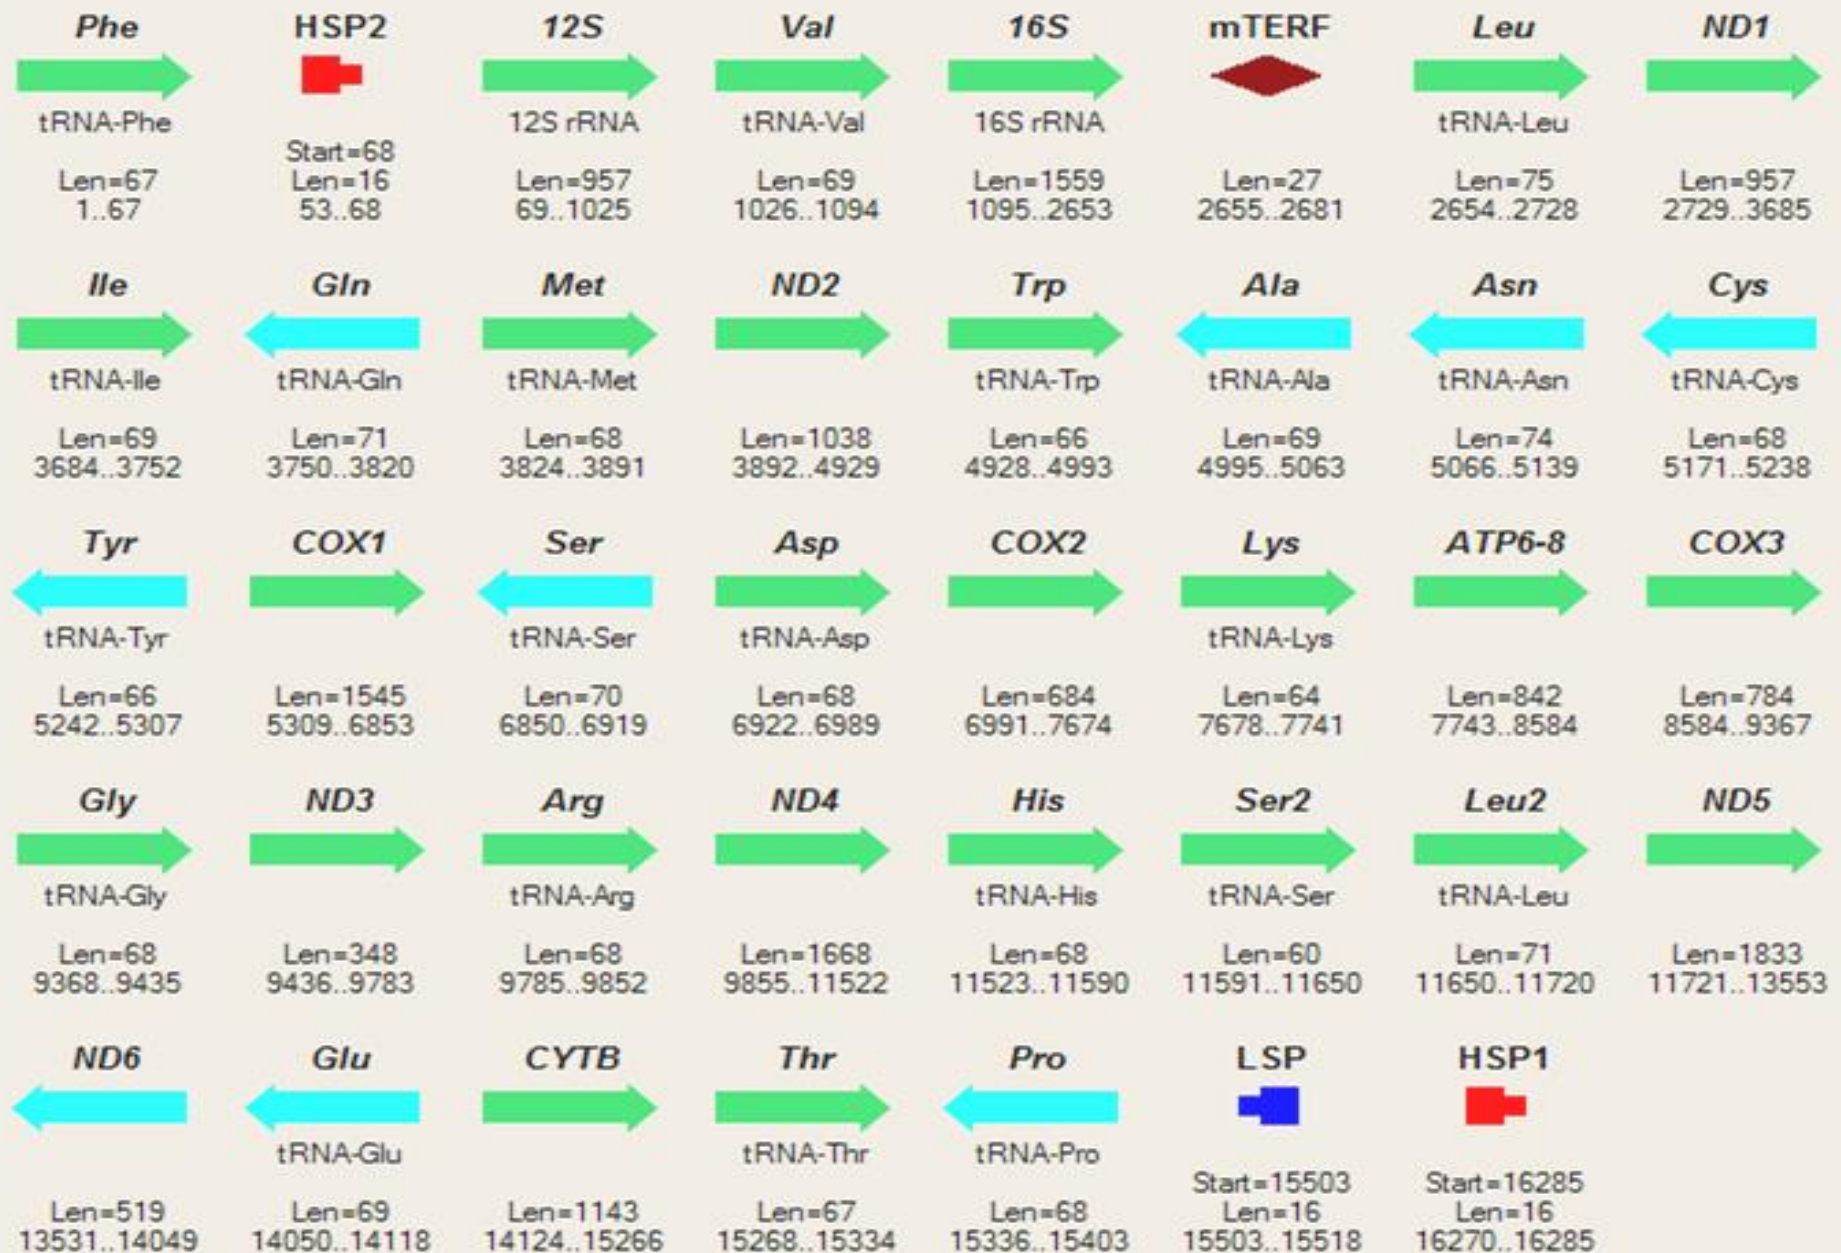 Phe HSP2 12S Val 16S mTERF Leu ND1
tRNA-Phe 12S rRNA tRNA-Val 16S rRNA tRNA-Leu
Start=68
Len=67 Len=16 Len=957 Len=69 Len=1559 Len=27 Len=75 Len=957
1..67 53..68 69..1025 1026..1094 1095..2653 2655..2681 2654..2728 2729..3685
Ile Gln Met ND2 Trp Ala Asn Cys
tRNA-Ile tRNA-Gln tRNA-Met tRNA-Trp tRNA-Ala tRNA-Asn tRNA-Cys
Len=69 Len=71 Len=68 Len=1038 Len=66 Len=69 Len=74 Len=68
3684..3752 3750..3820 3824..3891 3892..4929 4928..4993 4995..5063 5066..5139 5171..5238
Tyr COX1 Ser Asp COX2 Lys ATP6-8 COX3
tRNA-Tyr tRNA-Ser tRNA-Asp tRNA-Lys
Len=66 Len=1545 Len=70 Len=68 Len=684 Len=64 Len=842 Len=784
5242..5307 5309..6853 6850..6919 6922..6989 6991..7674 7678..7741 7743..8584 8584..9367
Gly ND3 Arg ND4 His Ser2 Leu2 ND5
tRNA-Gly tRNA-Arg tRNA-His tRNA-Ser tRNA-Leu
Len=68 Len=348 Len=68 Len=1668 Len=68 Len=60 Len=71 Len=1833
9368..9435 9436..9783 9785..9852 9855..11522 11523..11590 11591..11650 11650..11720 11721..13553
ND6 Glu CYTB Thr Pro LSP HSP1
tRNA-Glu tRNA-Thr tRNA-Pro
Start=15503 Start=16285
Len=519 Len=69 Len=1143 Len=67 Len=68 Len=16 Len=16
13531..14049 14050..14118 14124..15266 15268..15334 15336..15403 15503..15518 16270..16285